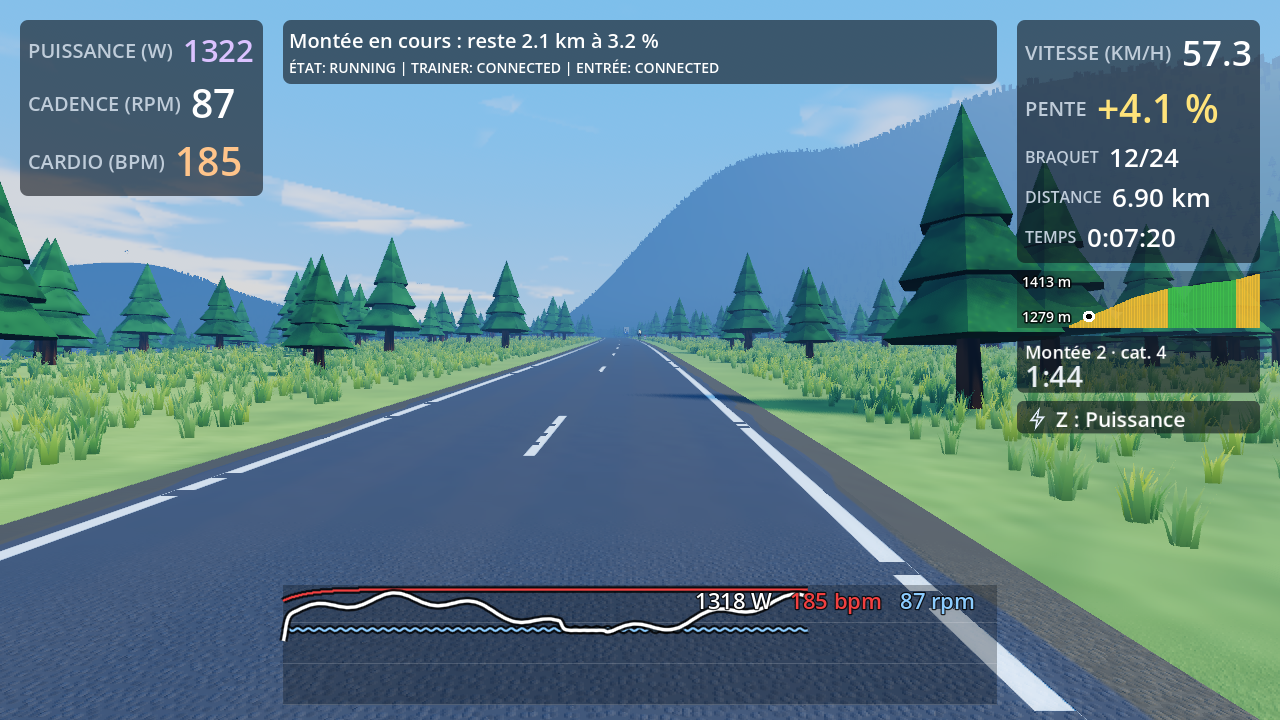 PUISSANCE (W) 1322
CADENCE (RPM) 87
CARDIO (BPM) 185
Montée en cours : reste 2.1 km à 3.2 %
ÉTAT: RUNNING | TRAINER: CONNECTED | ENTRÉE: CONNECTED
VITESSE (KM/H) 57.3
PENTE +4.1 %
BRAQUET 12/24
DISTANCE 6.90 km
TEMPS 0:07:20
1413 m
1279 m
Montée 2 · cat. 4
1:44
Z : Puissance
1318 W 185 bpm 87 rpm